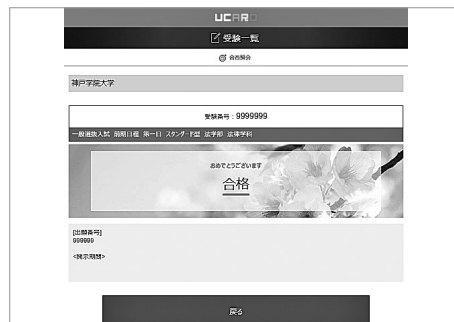 UCARO
受験一覧
合否照会
神戸学院大学
受験番号：9999999
一般選抜入試 前期日程 第一日 スタンダード型 法学部 法律学科
おめでとうございます
合格
[出願番号]
999999
<掲示期間>
戻る